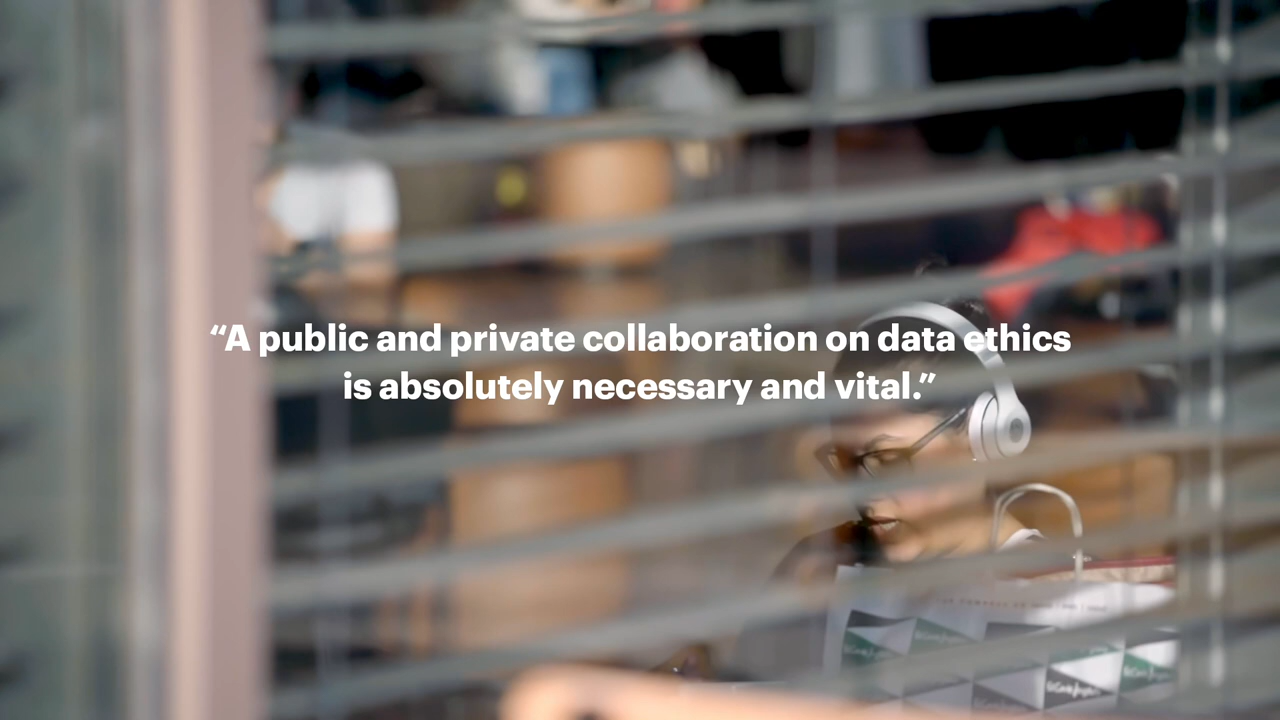 “A public and private collaboration on data ethics
is absolutely necessary and vital.”